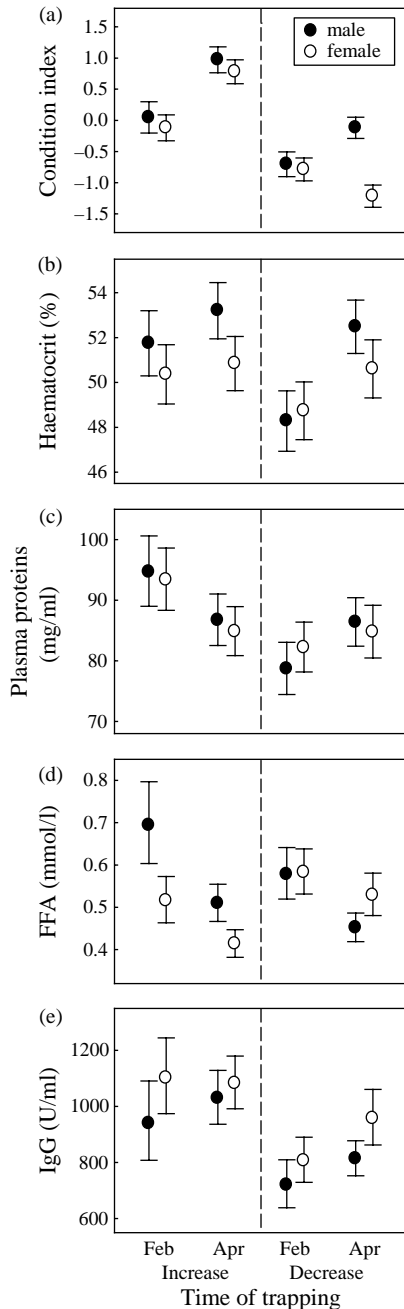 (a)
male
female
Condition index
1.5
1.0
0.5
0.0
−0.5
−1.0
−1.5
(b)
Haematocrit (%)
54
52
50
48
46
(c)
Plasma proteins
(mg/ml)
100
90
80
70
(d)
FFA (mmol/l)
0.8
0.7
0.6
0.5
0.4
(e)
IgG (U/ml)
1200
1000
800
600
Feb Apr Feb Apr
Increase Decrease
Time of trapping